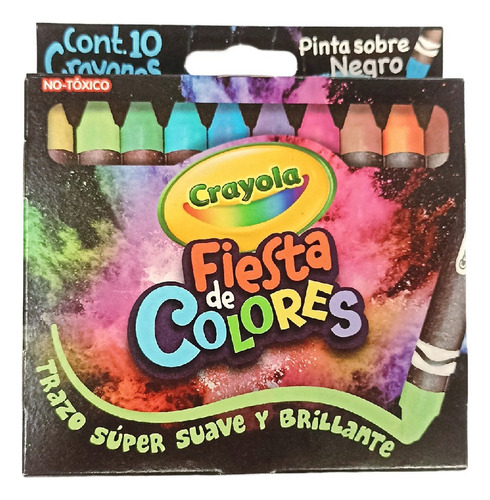 Cont.10
Crayones
Pinta sobre
Negro
NO-TÓXICO
Crayola
Fiesta
de
COLORES
TRAZO SÚPER SUAVE Y BRILLANTE